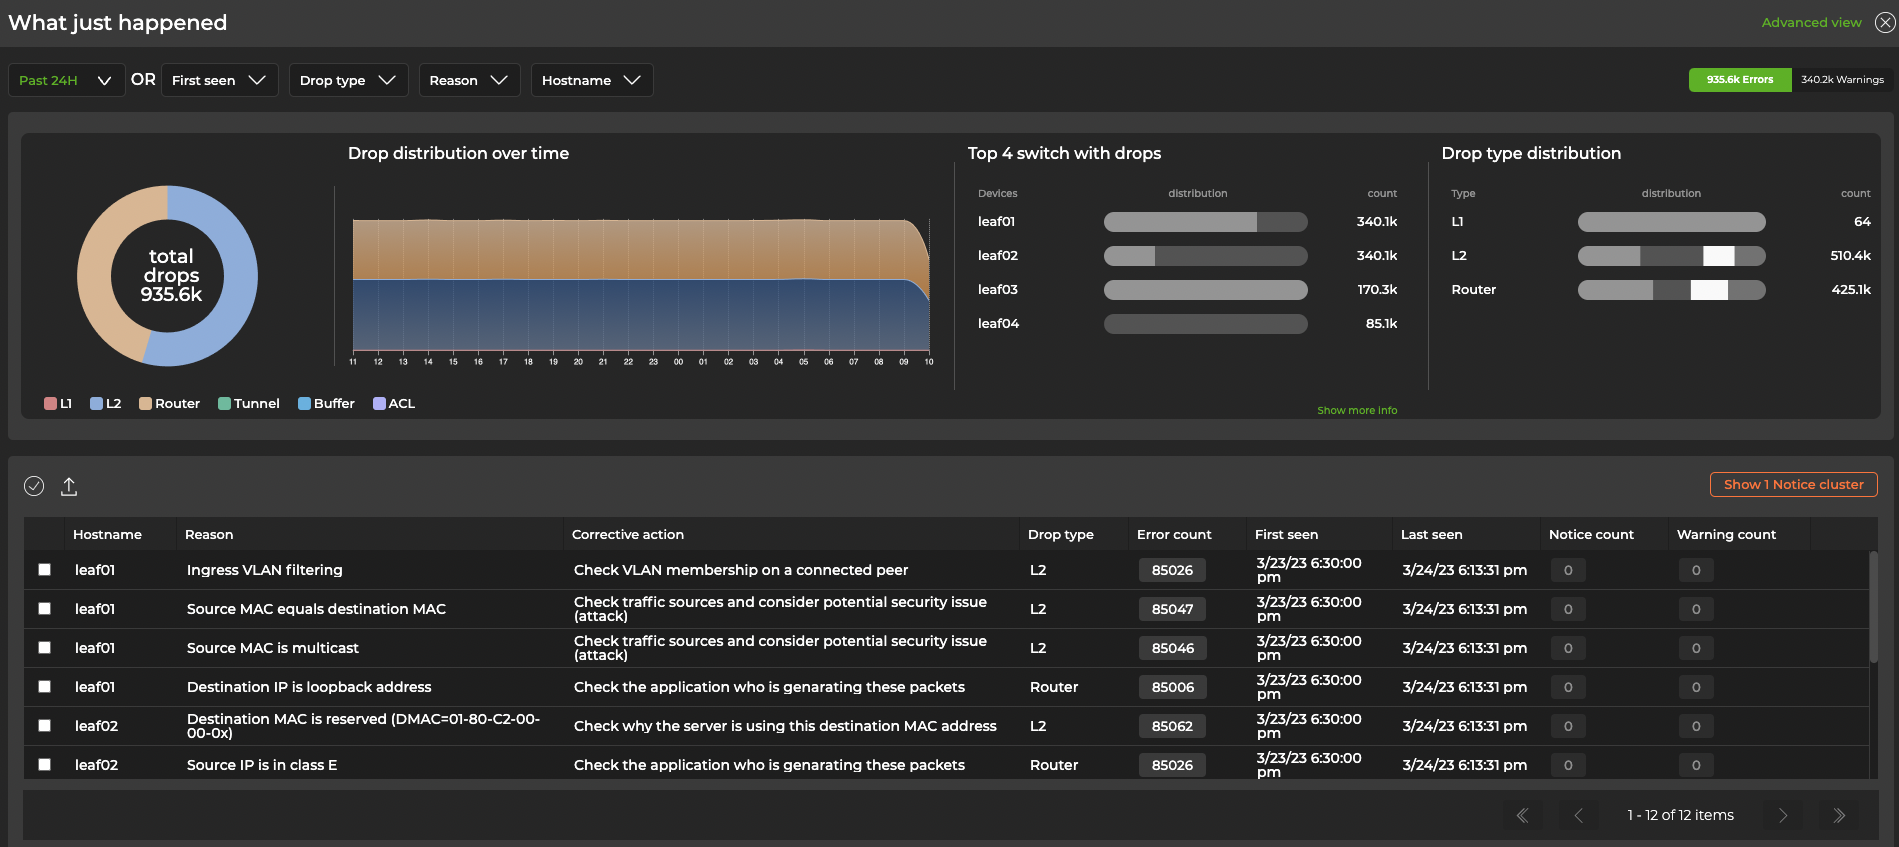 What just happened
Advanced view
Past 24H OR First seen Drop type Reason Hostname
935.6k Errors 340.2k Warnings
Drop distribution over time
total
drops
935.6k
11 12 13 14 15 16 17 18 19 20 21 22 23 00 01 02 03 04 05 06 07 08 09 10
L1 L2 Router Tunnel Buffer ACL
Top 4 switch with drops
Devices distribution count
leaf01 340.1k
leaf02 340.1k
leaf03 170.3k
leaf04 85.1k
Show more info
Drop type distribution
Type distribution count
L1 64
L2 510.4k
Router 425.1k
Show 1 Notice cluster
Hostname Reason Corrective action Drop type Error count First seen Last seen Notice count Warning count
leaf01 Ingress VLAN filtering Check VLAN membership on a connected peer L2 85026 3/23/23 6:30:00 pm 3/24/23 6:13:31 pm 0 0
leaf01 Source MAC equals destination MAC Check traffic sources and consider potential security issue (attack) L2 85047 3/23/23 6:30:00 pm 3/24/23 6:13:31 pm 0 0
leaf01 Source MAC is multicast Check traffic sources and consider potential security issue (attack) L2 85046 3/23/23 6:30:00 pm 3/24/23 6:13:31 pm 0 0
leaf01 Destination IP is loopback address Check the application who is genarating these packets Router 85006 3/23/23 6:30:00 pm 3/24/23 6:13:31 pm 0 0
leaf02 Destination MAC is reserved (DMAC=01-80-C2-00-00-0x) Check why the server is using this destination MAC address L2 85062 3/23/23 6:30:00 pm 3/24/23 6:13:31 pm 0 0
leaf02 Source IP is in class E Check the application who is genarating these packets Router 85026 3/23/23 6:30:00 pm 3/24/23 6:13:31 pm 0 0
1 - 12 of 12 items